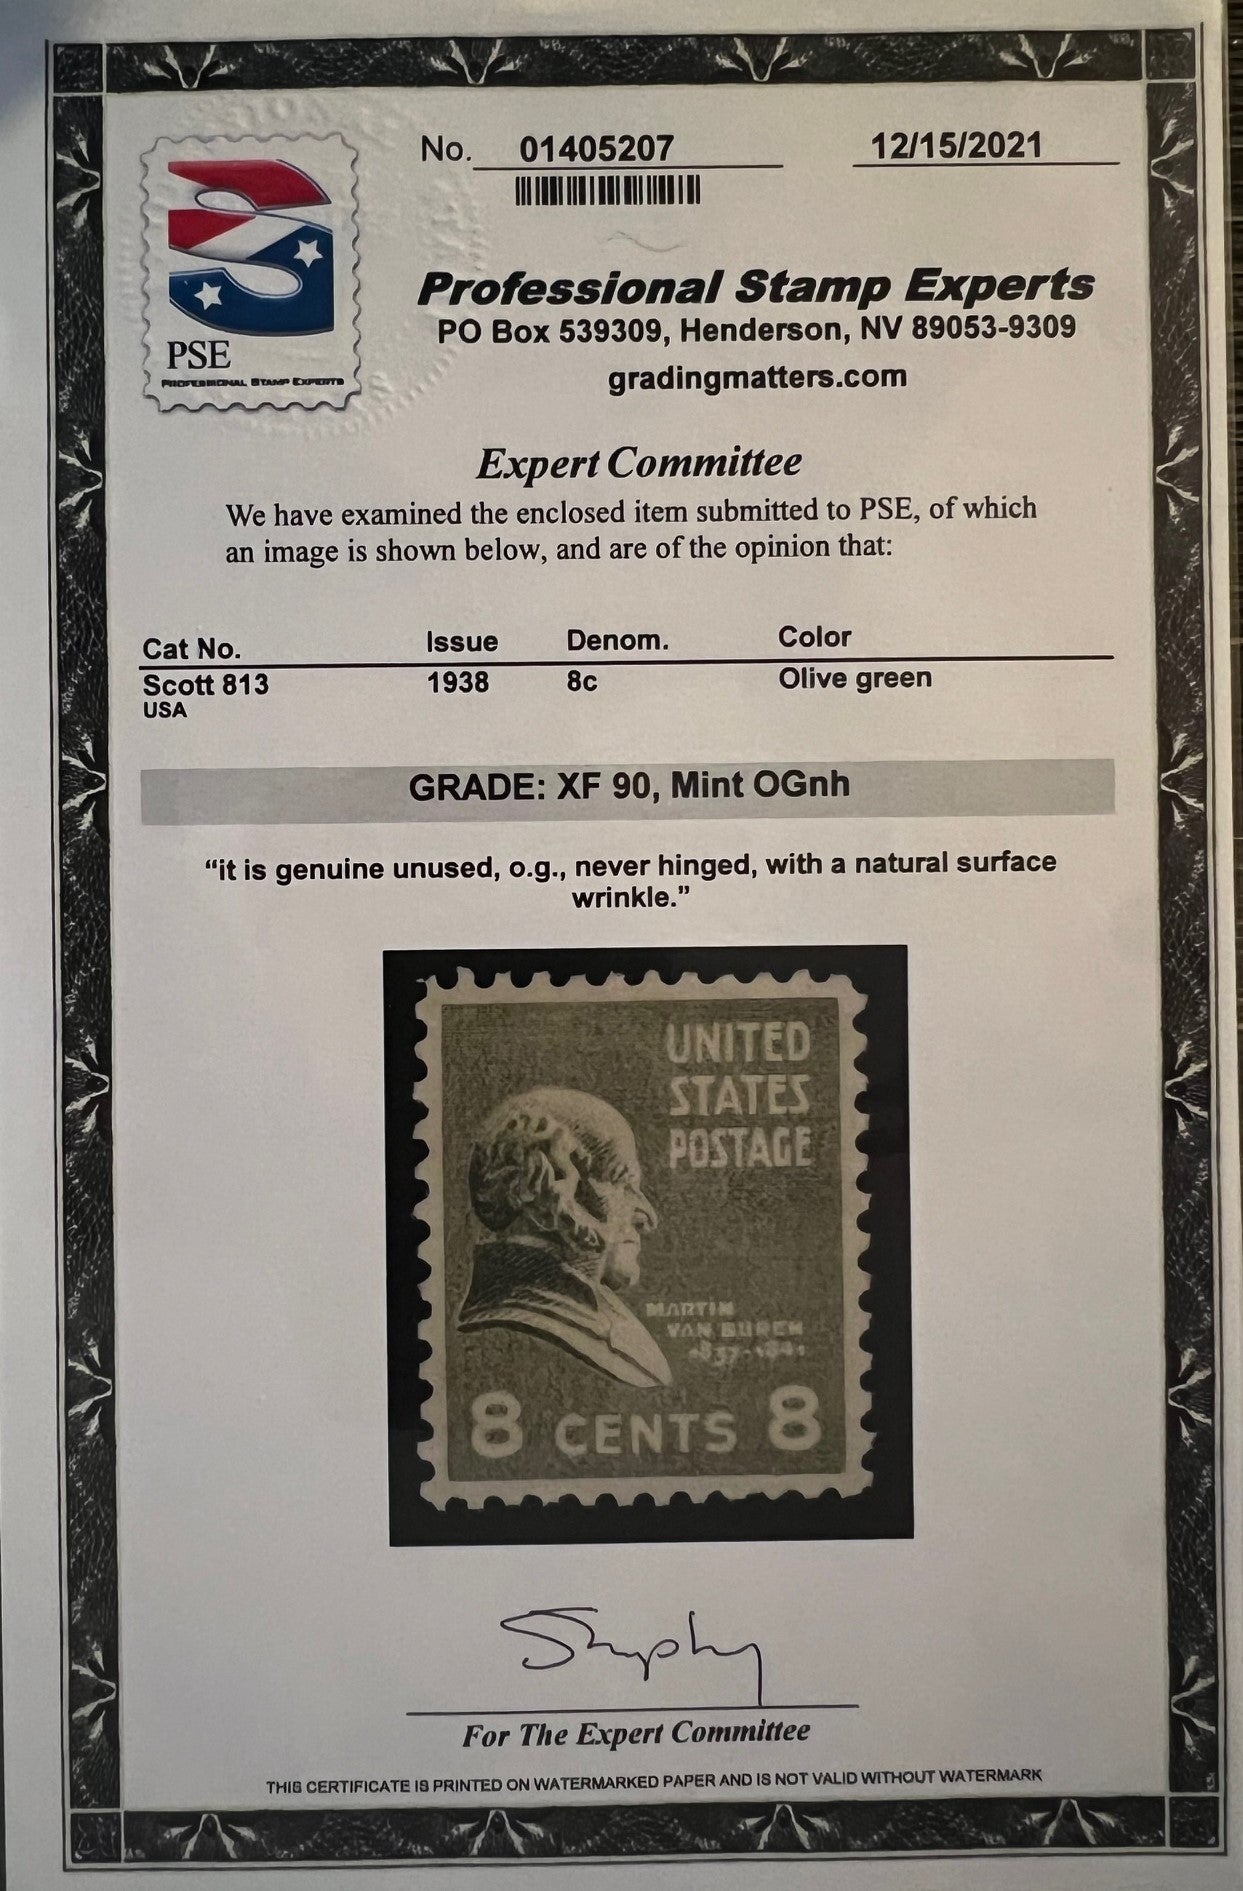 No. 01405207
12/15/2021
PSE
PROFESSIONAL STAMP EXPERTS
Professional Stamp Experts
PO Box 539309, Henderson, NV 89053-9309
gradingmatters.com
Expert Committee
We have examined the enclosed item submitted to PSE, of which
an image is shown below, and are of the opinion that:
Cat No. Issue Denom. Color
Scott 813 1938 8c Olive green
USA
GRADE: XF 90, Mint OGnh
“it is genuine unused, o.g., never hinged, with a natural surface
wrinkle.”
UNITED
STATES
POSTAGE
MARTIN
VAN BUREN
1837-1841
8 CENTS 8
For The Expert Committee
THIS CERTIFICATE IS PRINTED ON WATERMARKED PAPER AND IS NOT VALID WITHOUT WATERMARK